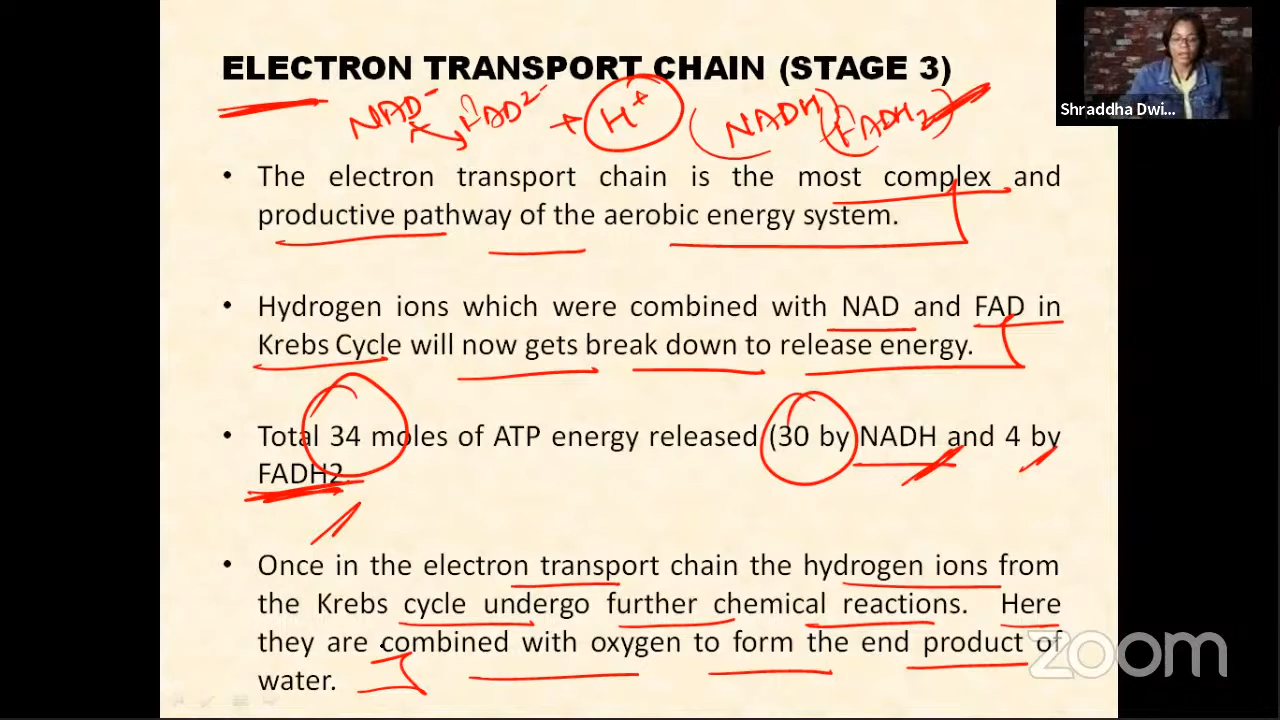 ELECTRON TRANSPORT CHAIN (STAGE 3)
NAD⁻ FAD²⁻ + H⁺ (NADH) (FADH₂)
Shraddha Dwi...
• The electron transport chain is the most complex and
productive pathway of the aerobic energy system.
• Hydrogen ions which were combined with NAD and FAD in
Krebs Cycle will now gets break down to release energy.
• Total 34 moles of ATP energy released (30 by NADH and 4 by
FADH2.
• Once in the electron transport chain the hydrogen ions from
the Krebs cycle undergo further chemical reactions. Here
they are combined with oxygen to form the end product of
water.
zoom